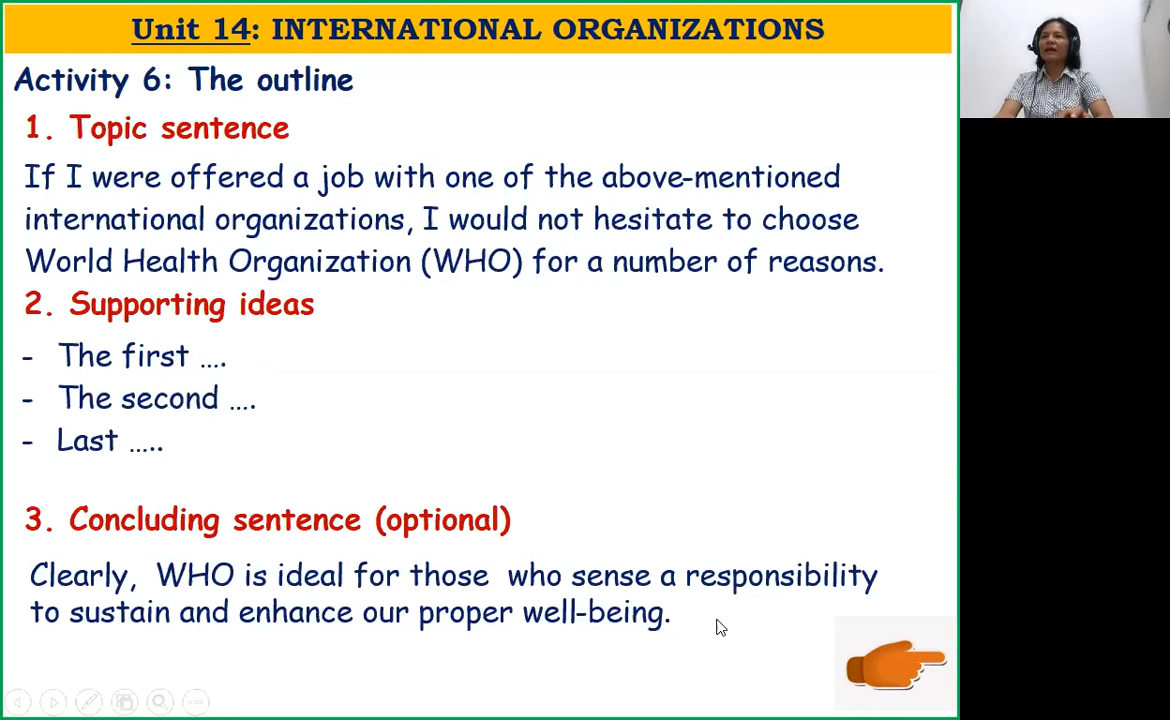 Unit 14: INTERNATIONAL ORGANIZATIONS
Activity 6: The outline
1. Topic sentence
If I were offered a job with one of the above-mentioned
international organizations, I would not hesitate to choose
World Health Organization (WHO) for a number of reasons.
2. Supporting ideas
- The first ....
- The second ....
- Last .....
3. Concluding sentence (optional)
Clearly, WHO is ideal for those who sense a responsibility
to sustain and enhance our proper well-being.